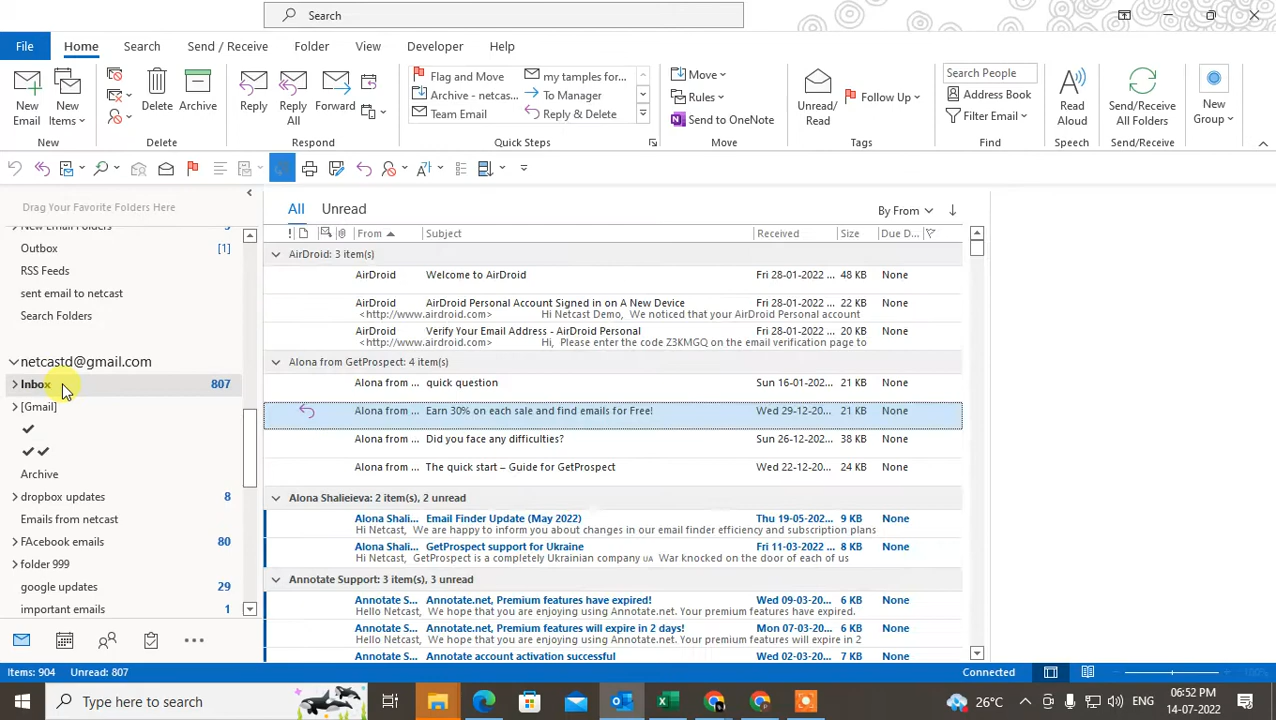 Search
File Home Search Send / Receive Folder View Developer Help
New Email New Items Delete Archive Reply Reply All Forward
Flag and Move my tamples for...
Archive - netcas... To Manager
Team Email Reply & Delete
Move
Rules
Send to OneNote
Unread/ Read Follow Up
Search People
Address Book
Filter Email
Read Aloud Send/Receive All Folders New Group
New Delete Respond Quick Steps Move Tags Find Speech Send/Receive
Drag Your Favorite Folders Here
New Email Folders
Outbox [1]
RSS Feeds
sent email to netcast
Search Folders
netcastd@gmail.com
Inbox 807
[Gmail]
Archive
dropbox updates 8
Emails from netcast
FAcebook emails 80
folder 999
google updates 29
important emails 1
All Unread By From
From Subject Received Size Due D...
AirDroid: 3 item(s)
AirDroid Welcome to AirDroid Fri 28-01-2022 ... 48 KB None
AirDroid AirDroid Personal Account Signed in on A New Device Fri 28-01-2022 ... 22 KB None
<http://www.airdroid.com> Hi Netcast Demo, We noticed that your AirDroid Personal account
AirDroid Verify Your Email Address - AirDroid Personal Fri 28-01-2022 ... 20 KB None
<http://www.airdroid.com> Hi, Please enter the code Z3KMGQ on the email verification page to
Alona from GetProspect: 4 item(s)
Alona from ... quick question Sun 16-01-202... 21 KB None
Alona from ... Earn 30% on each sale and find emails for Free! Wed 29-12-20... 21 KB None
Alona from ... Did you face any difficulties? Sun 26-12-202... 38 KB None
Alona from ... The quick start – Guide for GetProspect Wed 22-12-20... 24 KB None
Alona Shalieieva: 2 item(s), 2 unread
Alona Shali... Email Finder Update (May 2022) Thu 19-05-202... 9 KB None
Hi Netcast, We are happy to inform you about changes in our email finder efficiency and subscription plans
Alona Shali... GetProspect support for Ukraine Fri 11-03-2022 ... 8 KB None
Hi Netcast, GetProspect is a completely Ukrainian company UA War knocked on the door of each of us
Annotate Support: 3 item(s), 3 unread
Annotate S... Annotate.net, Premium features have expired! Wed 09-03-20... 6 KB None
Hello Netcast, We hope that you are enjoying using Annotate.net. Your premium features have expired.
Annotate S... Annotate.net, Premium features will expire in 2 days! Mon 07-03-20... 6 KB None
Hello Netcast, We hope that you are enjoying using Annotate.net. Your premium features will expire in 2
Annotate S... Annotate account activation successful Wed 02-03-20... 7 KB None
Items: 904 Unread: 807 Connected
Type here to search 26°C ENG 06:52 PM
14-07-2022